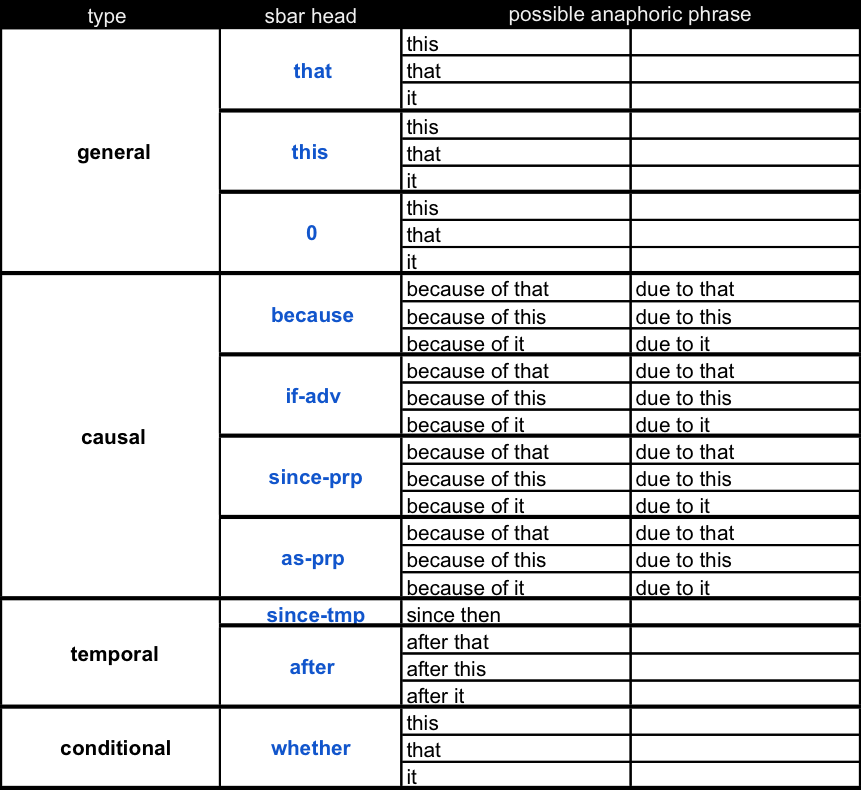 type sbar head possible anaphoric phrase
general
that
this
that
it
this
this
that
it
0
this
that
it
causal
because
because of that due to that
because of this due to this
because of it due to it
if-adv
because of that due to that
because of this due to this
because of it due to it
since-prp
because of that due to that
because of this due to this
because of it due to it
as-prp
because of that due to that
because of this due to this
because of it due to it
temporal
since-tmp since then
after
after that
after this
after it
conditional
whether
this
that
it